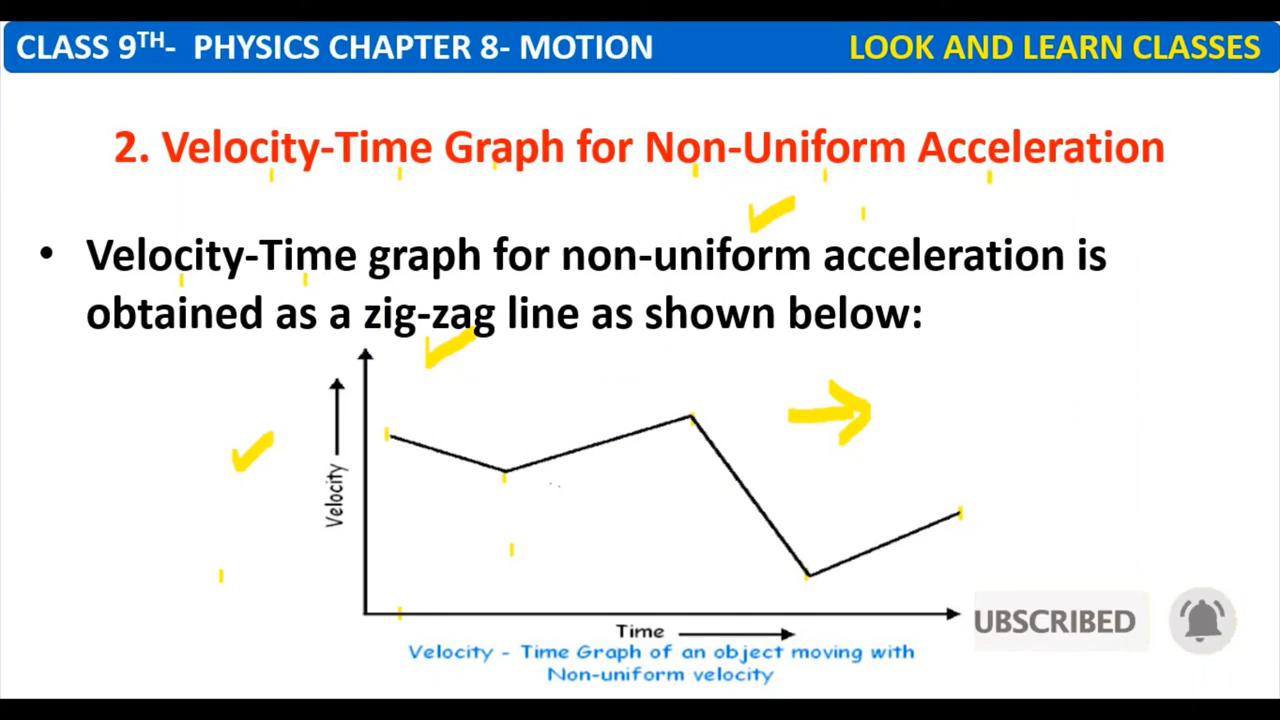 CLASS 9TH- PHYSICS CHAPTER 8- MOTION
LOOK AND LEARN CLASSES
2. Velocity-Time Graph for Non-Uniform Acceleration
• Velocity-Time graph for non-uniform acceleration is
obtained as a zig-zag line as shown below:
Velocity
Time
UBSCRIBED
Velocity - Time Graph of an object moving with
Non-uniform velocity